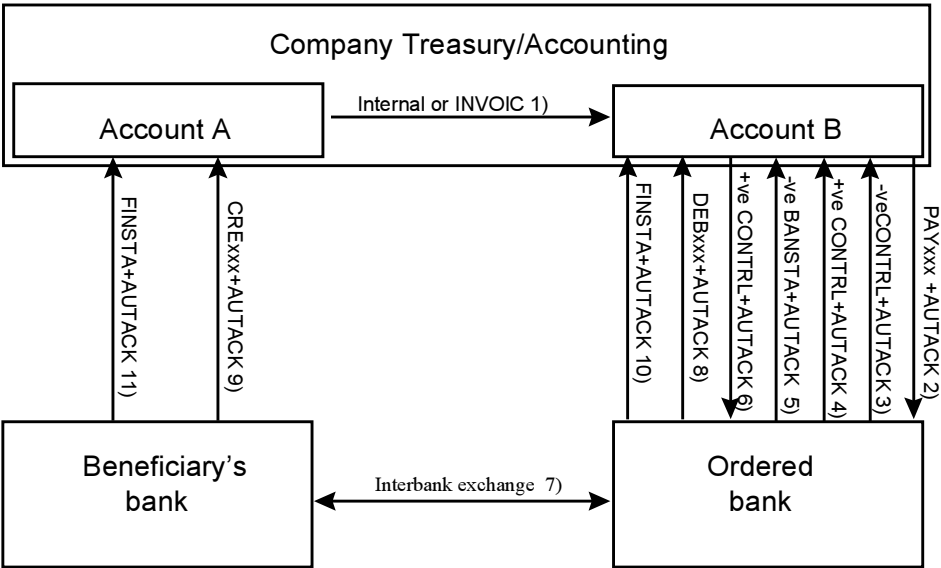 Company Treasury/Accounting
Account A
Internal or INVOIC 1)
Account B
FINSTA+AUTACK 11)
CRExxx+AUTACK 9)
FINSTA+AUTACK 10)
DEBxxx+AUTACK 8)
+ve CONTRL+AUTACK 6)
-ve BANSTA+AUTACK 5)
+ve CONTRL+AUTACK 4)
-veCONTRL+AUTACK 3)
PAYxxx +AUTACK 2)
Beneficiary's
bank
Interbank exchange 7)
Ordered
bank